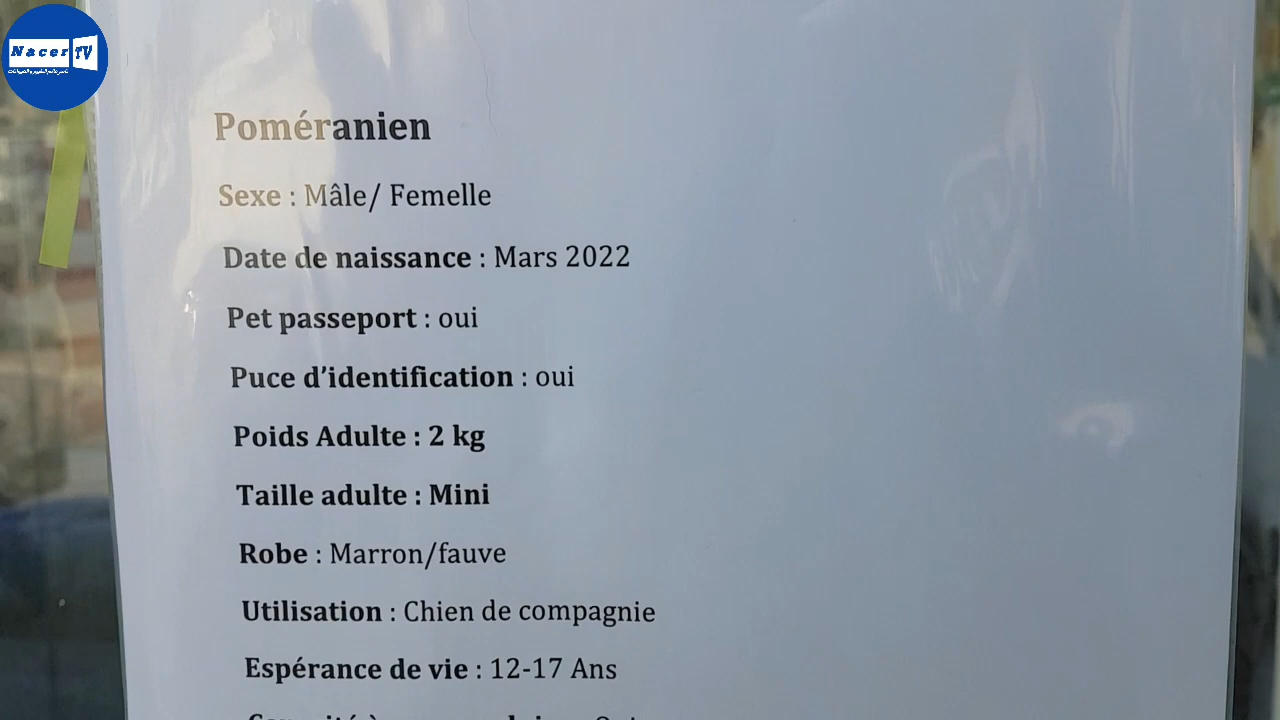 Nacer TV
Poméranien
Sexe : Mâle/ Femelle
Date de naissance : Mars 2022
Pet passeport : oui
Puce d'identification : oui
Poids Adulte : 2 kg
Taille adulte : Mini
Robe : Marron/fauve
Utilisation : Chien de compagnie
Espérance de vie : 12-17 Ans